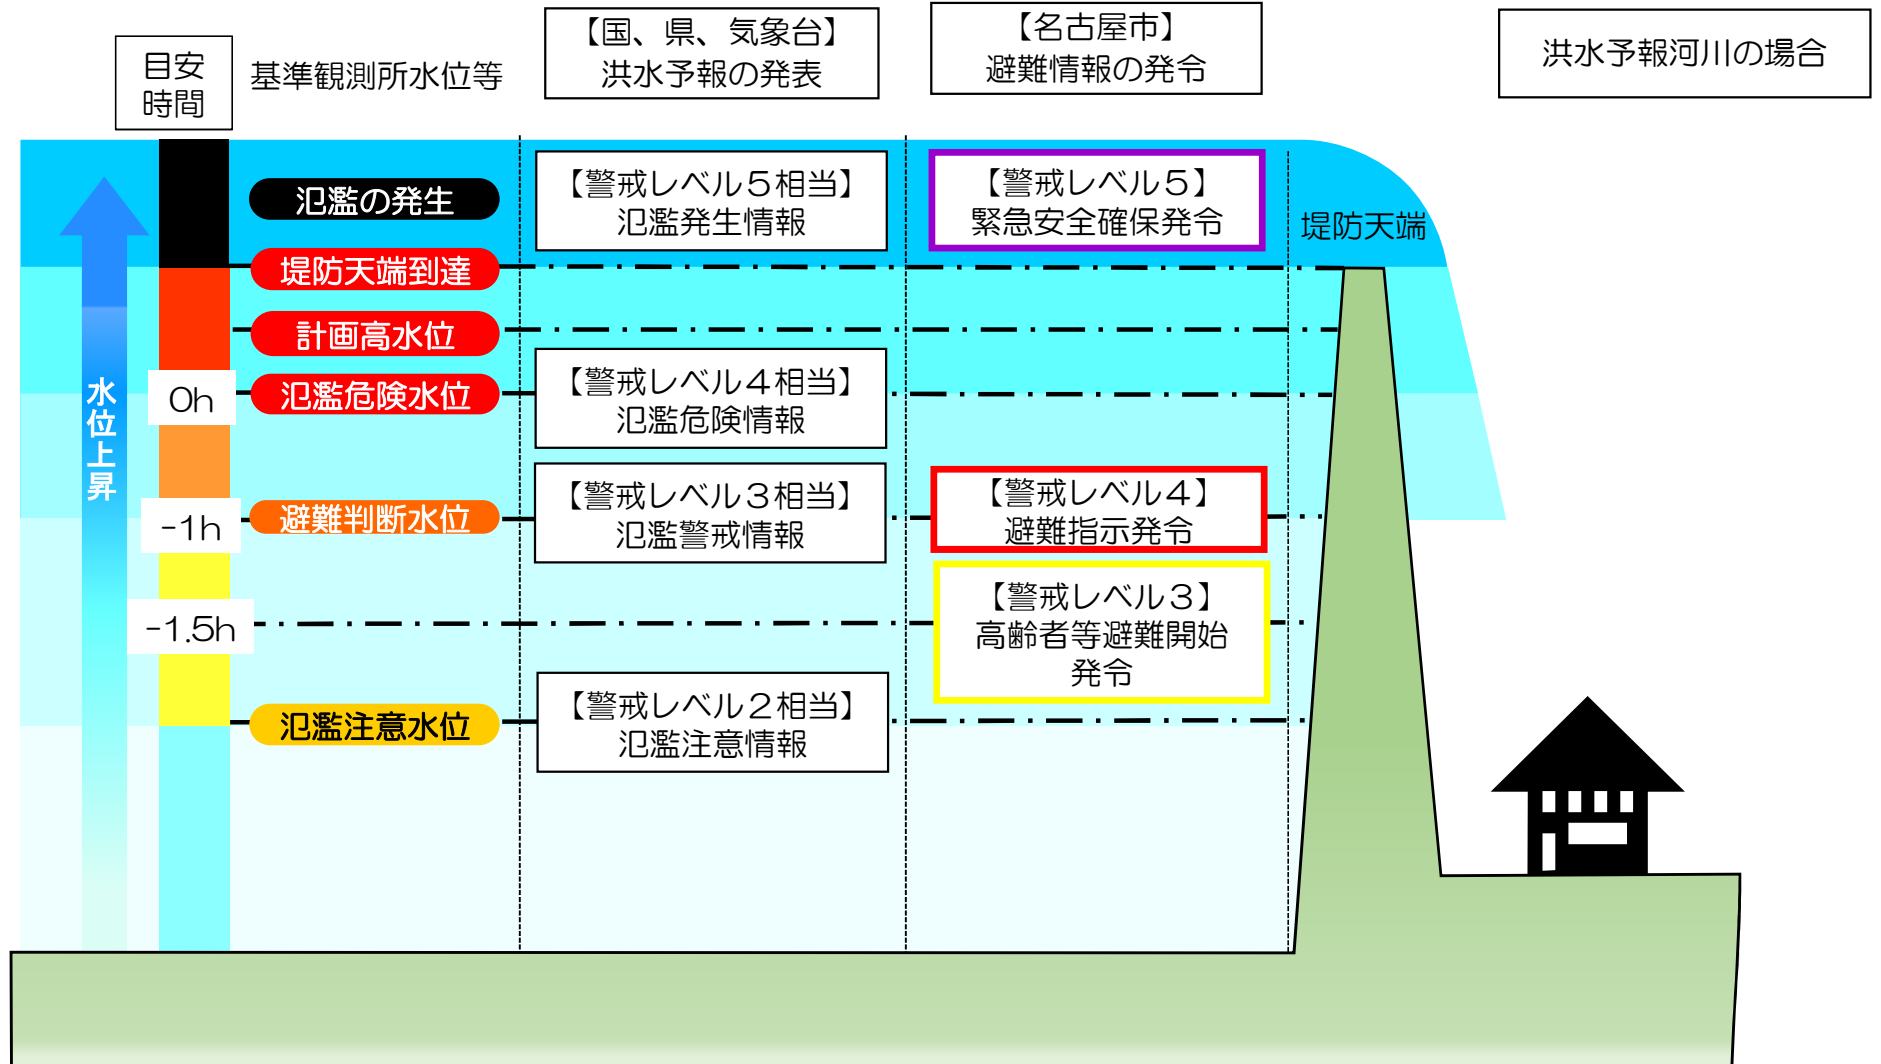 目安
時間
基準観測所水位等
【国、県、気象台】
洪水予報の発表
【名古屋市】
避難情報の発令
洪水予報河川の場合
氾濫の発生
【警戒レベル５相当】
氾濫発生情報
【警戒レベル５】
緊急安全確保発令
堤防天端
堤防天端到達
計画高水位
0h
氾濫危険水位
【警戒レベル４相当】
氾濫危険情報
水位上昇
-1h
避難判断水位
【警戒レベル３相当】
氾濫警戒情報
【警戒レベル４】
避難指示発令
-1.5h
【警戒レベル３】
高齢者等避難開始
発令
氾濫注意水位
【警戒レベル２相当】
氾濫注意情報